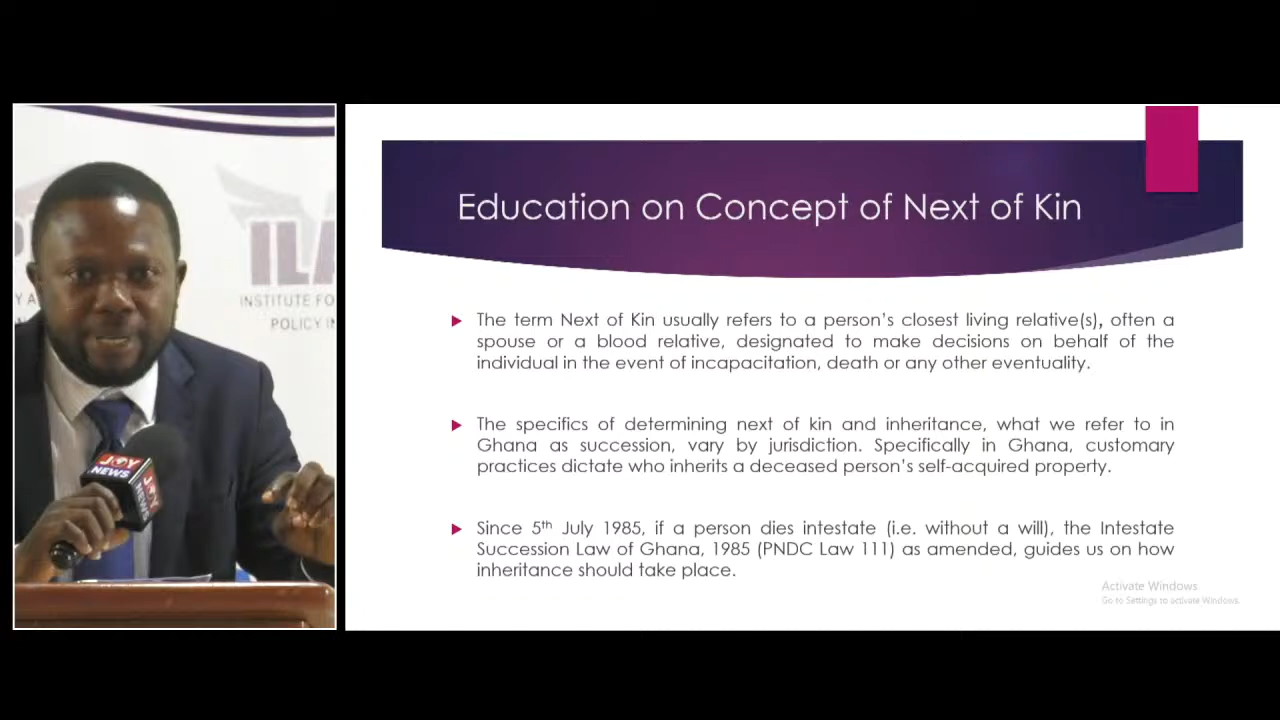 ILA
INSTITUTE FO
POLICY I
JOY
NEWS
JOY
NEWS
Education on Concept of Next of Kin
The term Next of Kin usually refers to a person’s closest living relative(s), often a
spouse or a blood relative, designated to make decisions on behalf of the
individual in the event of incapacitation, death or any other eventuality.
The specifics of determining next of kin and inheritance, what we refer to in
Ghana as succession, vary by jurisdiction. Specifically in Ghana, customary
practices dictate who inherits a deceased person’s self-acquired property.
Since 5th July 1985, if a person dies intestate (i.e. without a will), the Intestate
Succession Law of Ghana, 1985 (PNDC Law 111) as amended, guides us on how
inheritance should take place.
Activate Windows
Go to Settings to activate Windows.